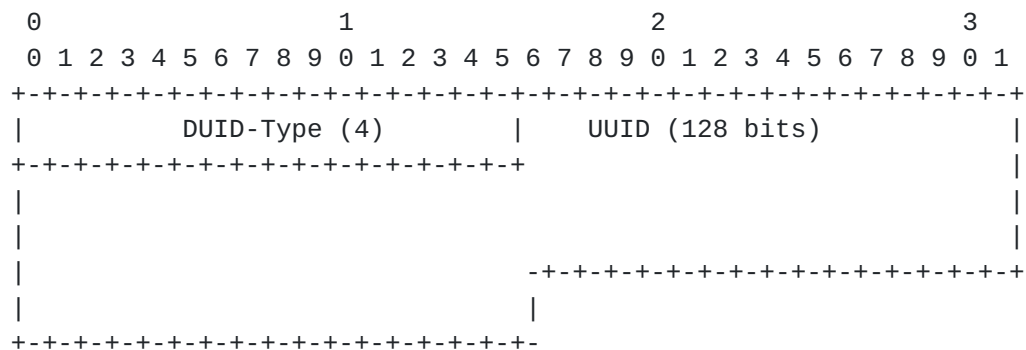 0                   1                   2                   3
 0 1 2 3 4 5 6 7 8 9 0 1 2 3 4 5 6 7 8 9 0 1 2 3 4 5 6 7 8 9 0 1
+-+-+-+-+-+-+-+-+-+-+-+-+-+-+-+-+-+-+-+-+-+-+-+-+-+-+-+-+-+-+-+-+
|          DUID-Type (4)        |    UUID (128 bits)            |
+-+-+-+-+-+-+-+-+-+-+-+-+-+-+-+-+                               |
|                                                               |
|                                                               |
|                                -+-+-+-+-+-+-+-+-+-+-+-+-+-+-+-+
|                                |
+-+-+-+-+-+-+-+-+-+-+-+-+-+-+-+-+-